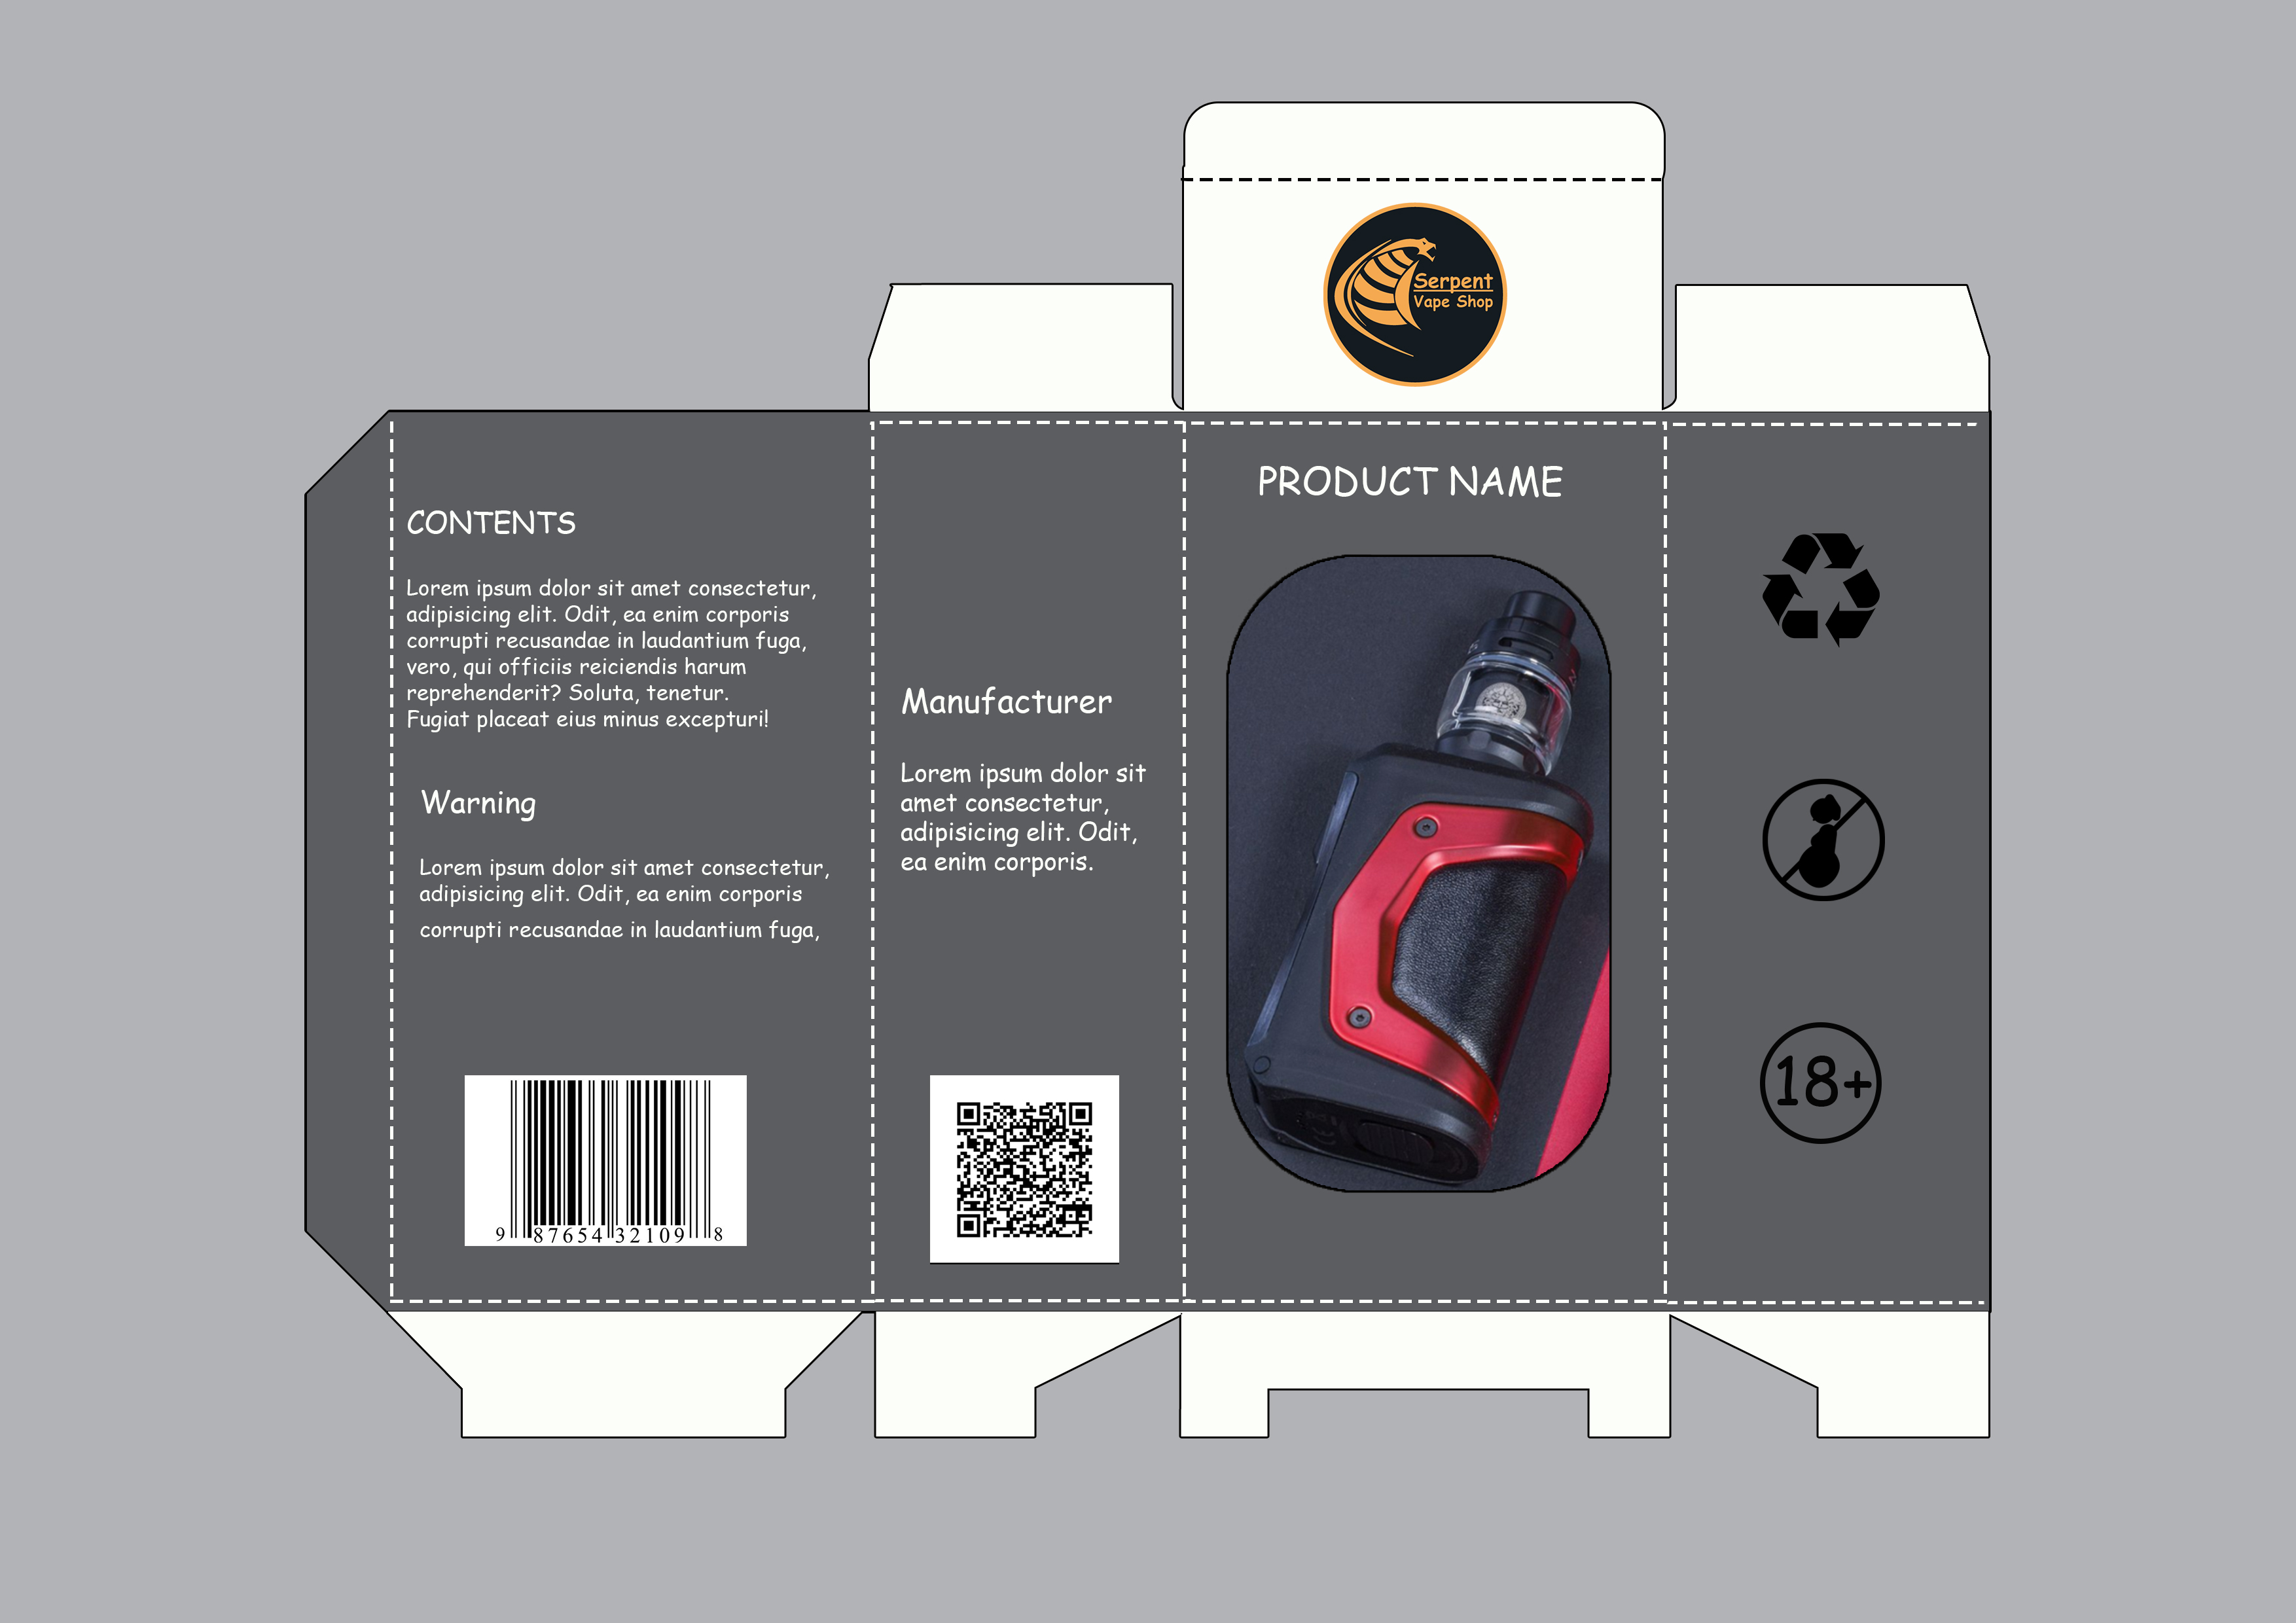 Serpent
Vape Shop
CONTENTS
Lorem ipsum dolor sit amet consectetur,
adipisicing elit. Odit, ea enim corporis
corrupti recusandae in laudantium fuga,
vero, qui officiis reiciendis harum
reprehenderit? Soluta, tenetur.
Fugiat placeat eius minus excepturi!
Warning
Lorem ipsum dolor sit amet consectetur,
adipisicing elit. Odit, ea enim corporis
corrupti recusandae in laudantium fuga,
9 876543 2109 8
Manufacturer
Lorem ipsum dolor sit
amet consectetur,
adipisicing elit. Odit,
ea enim corporis.
PRODUCT NAME
18+